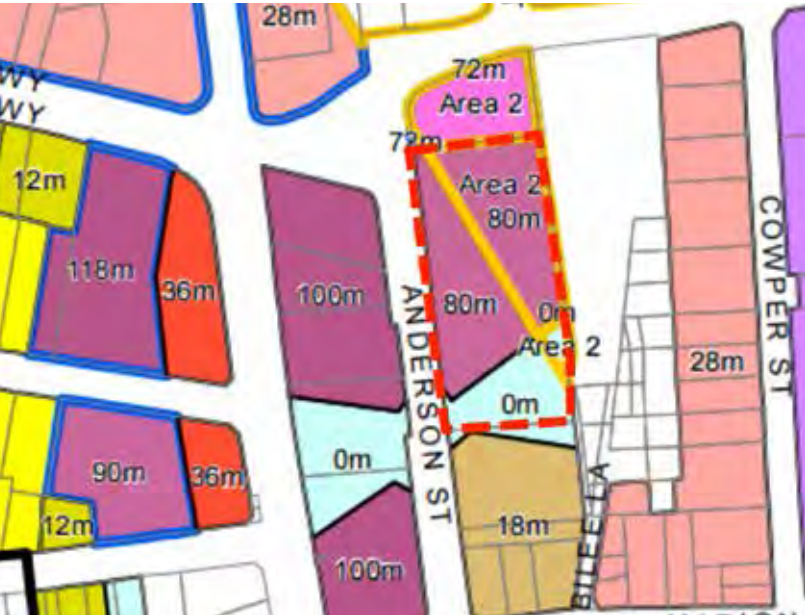 28m
WY
WY
72m
Area 2
72m
12m
Area 2
80m
118m
36m
100m
80m
0m
Area 2
28m
0m
0m
90m
36m
12m
18m
100m
ANDERSON ST
COWPER ST
BILEE LA